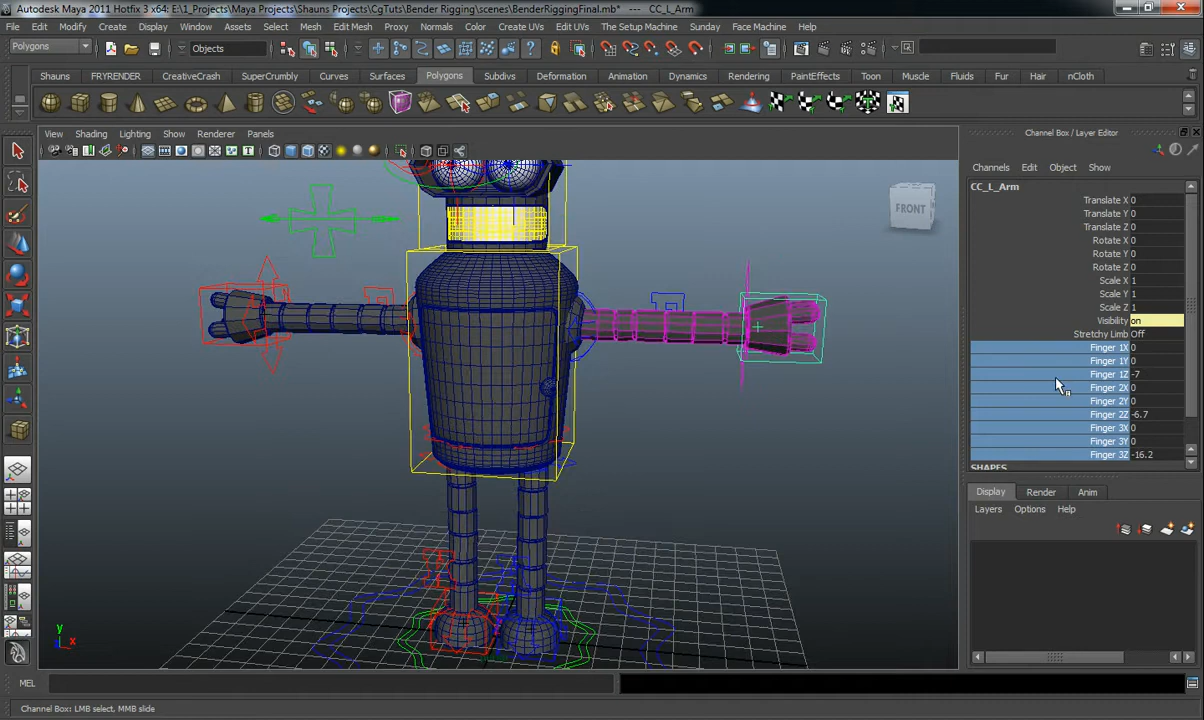 Autodesk Maya 2011 Hotfix 3 x64: E:\1_Projects\Maya Projects\Shauns Projects\CgTuts\Bender Rigging\scenes\BenderRiggingFinal.mb* --- CC_L_Arm
File Edit Modify Create Display Window Assets Select Mesh Edit Mesh Proxy Normals Color Create UVs Edit UVs The Setup Machine Sunday Face Machine Help
Polygons Objects
Shauns FRYRENDER CreativeCrash SuperCrumbly Curves Surfaces Polygons Subdivs Deformation Animation Dynamics Rendering PaintEffects Toon Muscle Fluids Fur Hair nCloth
View Shading Lighting Show Renderer Panels
FRONT
y
x
Channel Box / Layer Editor
Channels Edit Object Show
CC_L_Arm
Translate X 0
Translate Y 0
Translate Z 0
Rotate X 0
Rotate Y 0
Rotate Z 0
Scale X 1
Scale Y 1
Scale Z 1
Visibility on
Stretchy Limb Off
Finger 1X 0
Finger 1Y 0
Finger 1Z -7
Finger 2X 0
Finger 2Y 0
Finger 2Z -6.7
Finger 3X 0
Finger 3Y 0
Finger 3Z -16.2
SHAPES
Display Render Anim
Layers Options Help
MEL
Channel Box: LMB select, MMB slide